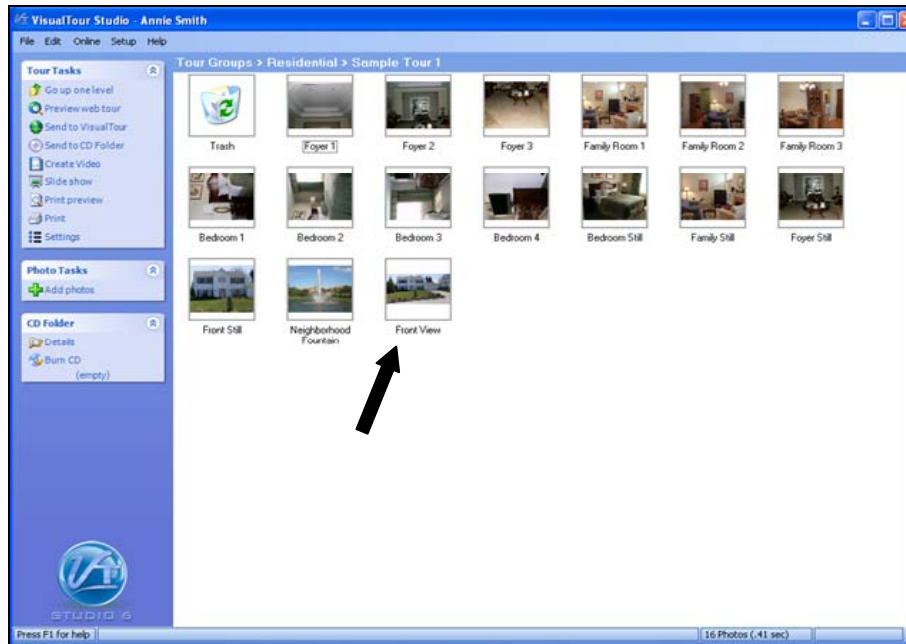 VisualTour Studio - Annie Smith
File Edit Online Setup Help
Tour Groups > Residential > Sample Tour 1
Tour Tasks
Go up one level
Preview web tour
Send to VisualTour
Send to CD Folder
Create Video
Slide show
Print preview
Print
Settings
Photo Tasks
Add photos
CD Folder
Details
Burn CD
(empty)
Trash Foyer 1 Foyer 2 Foyer 3 Family Room 1 Family Room 2 Family Room 3
Bedroom 1 Bedroom 2 Bedroom 3 Bedroom 4 Bedroom Still Family Still Foyer Still
Front Still Neighborhood Front View
Fountain
STUDIO 6
Press F1 for help 16 Photos (.41 sec)